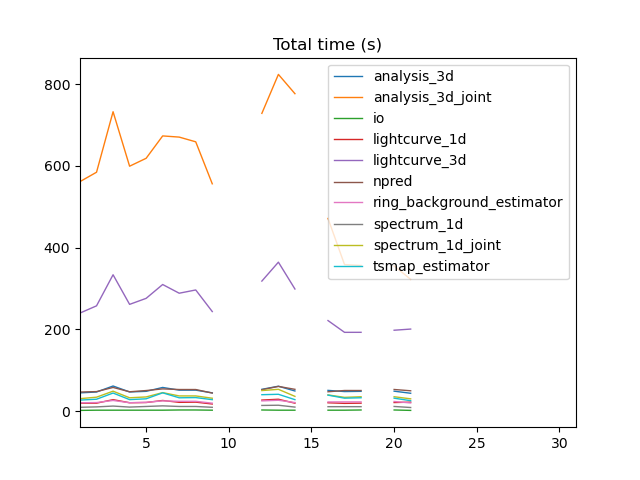 Total time (s)
800
600
400
200
0
5
10
15
20
25
30
analysis_3d
analysis_3d_joint
io
lightcurve_1d
lightcurve_3d
npred
ring_background_estimator
spectrum_1d
spectrum_1d_joint
tsmap_estimator